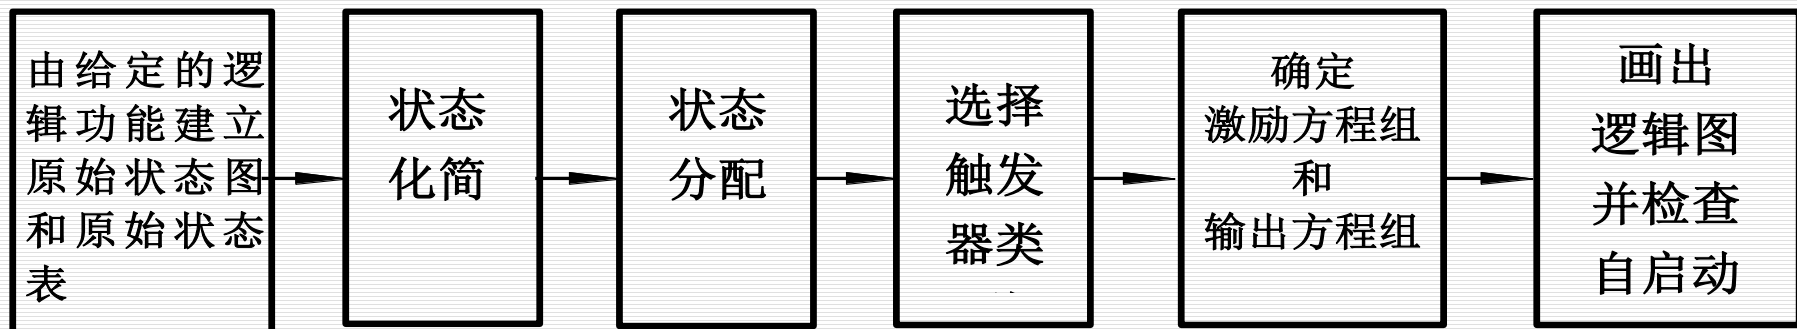 由给定的逻
辑功能建立
原始状态图
和原始状态
表
状态
化简
状态
分配
选择
触发
器类
确定
激励方程组
和
输出方程组
画出
逻辑图
并检查
自启动